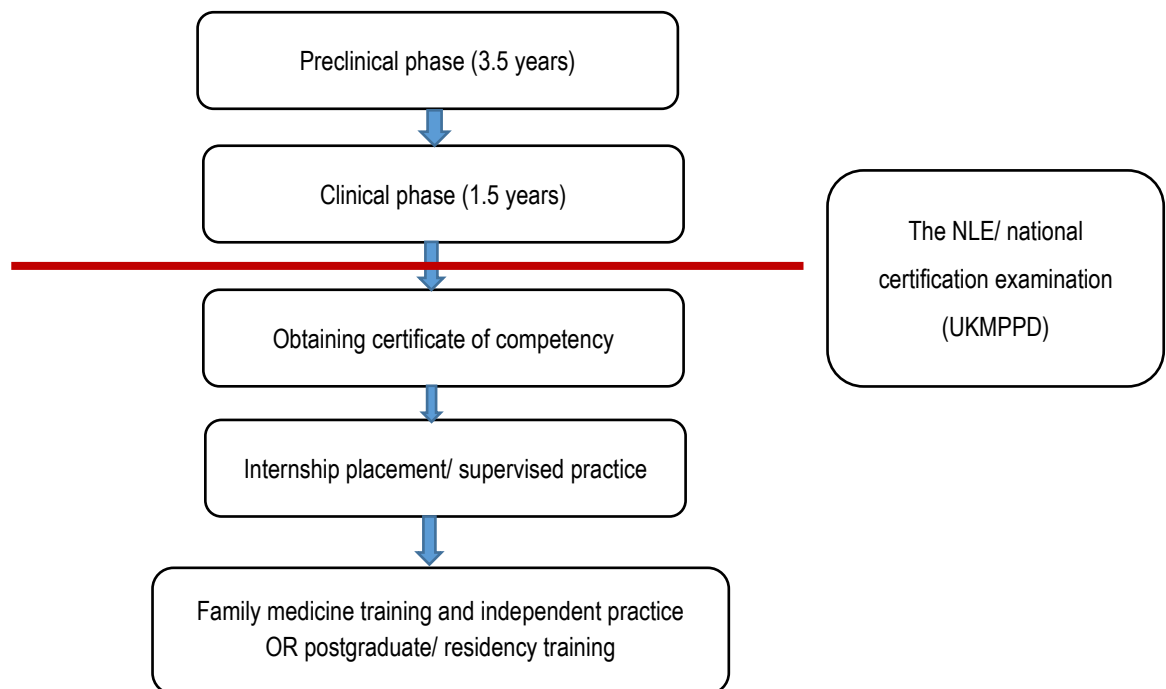 Preclinical phase (3.5 years)
Clinical phase (1.5 years)
The NLE/ national
certification examination
(UKMPPD)
Obtaining certificate of competency
Internship placement/ supervised practice
Family medicine training and independent practice
OR postgraduate/ residency training